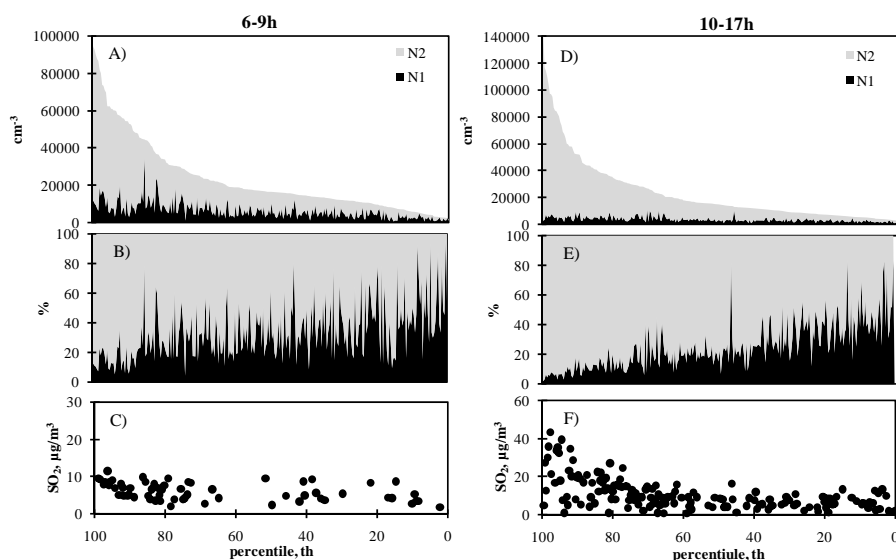 6-9h
10-17h
A)
N2
N1
100000
80000
60000
40000
20000
0
cm-3
D)
N2
N1
140000
120000
100000
80000
60000
40000
20000
0
cm-3
B)
100
80
60
40
20
0
%
E)
100
80
60
40
20
0
%
C)
30
20
10
0
SO2, µg/m³
100
80
60
40
20
0
percentile, th
F)
60
40
20
0
SO2, µg/m³
100
80
60
40
20
0
percentiule, th